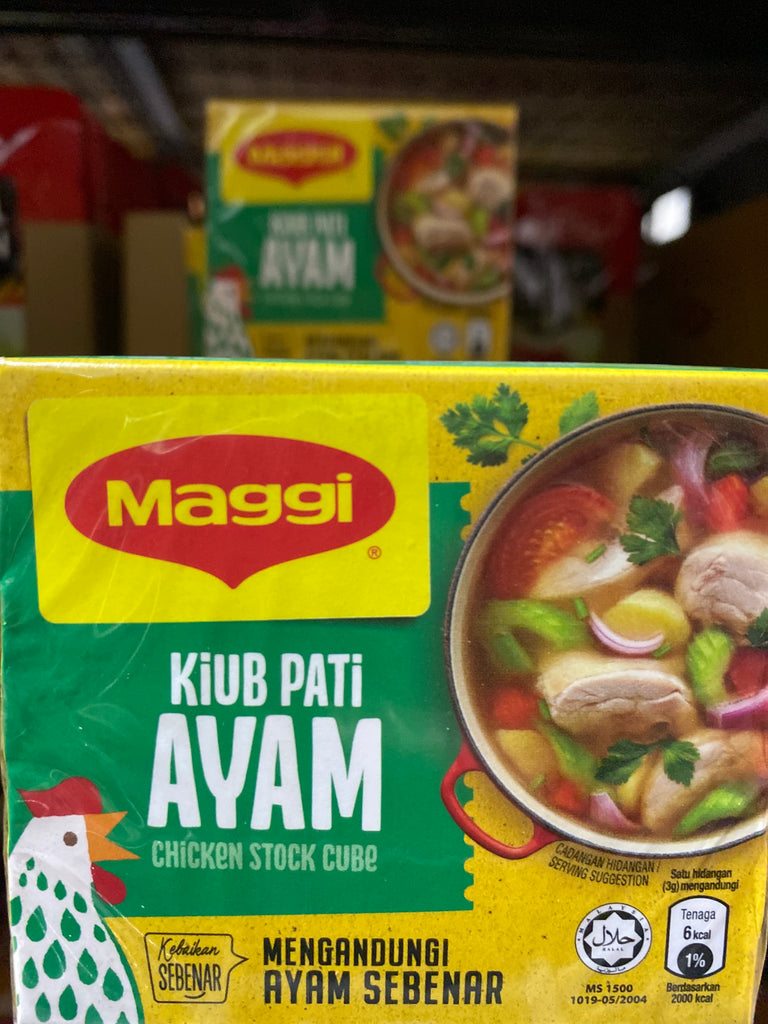 Maggi
KiUB PATi
AYAM
Maggi
®
KiUB PATi
AYAM
CHiCKEN STOCK CUBe
CADANGAN HIDANGAN /
SERVING SUGGESTION
Satu hidangan
(3g) mengandungi
Tenaga
6 kcal
1%
Berdasarkan
2000 kcal
MALAYSIA
حلال
HALAL
ماليزيا
MS 1500
1019-05/2004
Kebaikan
SEBENAR
MENGANDUNGI
AYAM SEBENAR